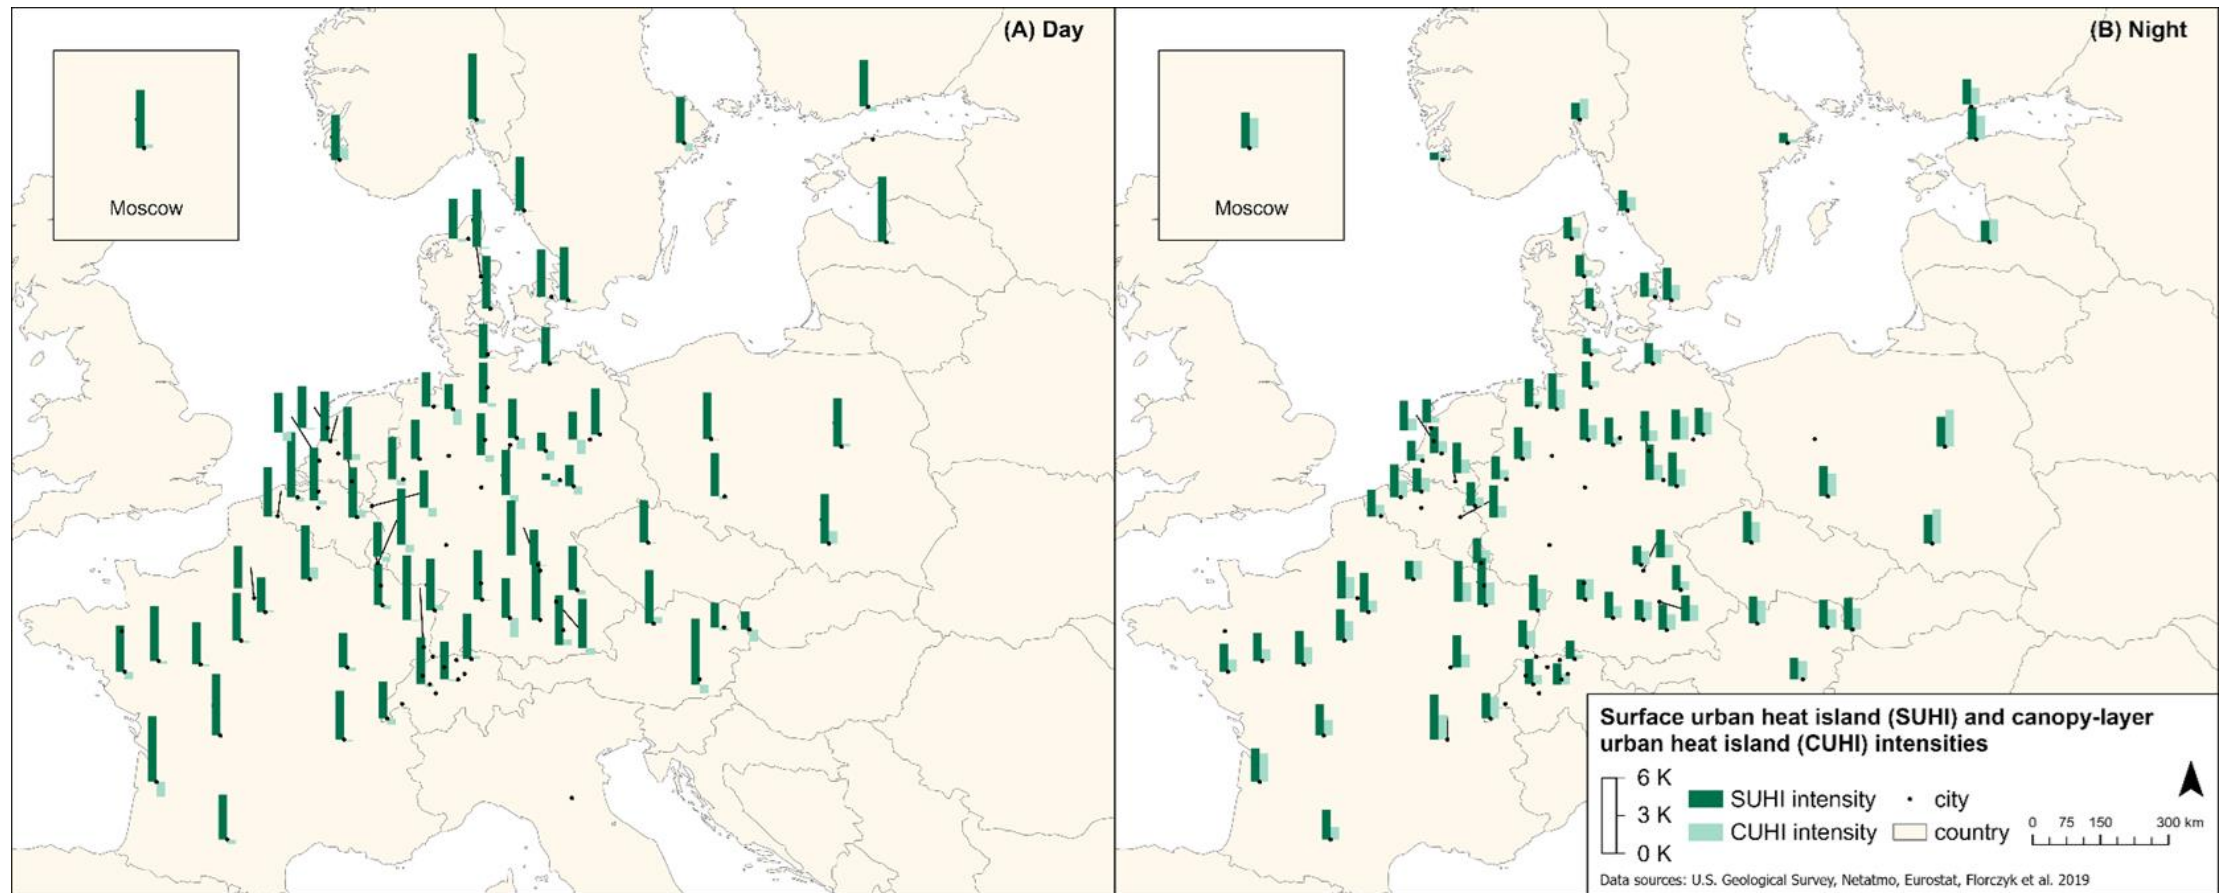 (A) Day
Moscow
(B) Night
Moscow
Surface urban heat island (SUHI) and canopy-layer
urban heat island (CUHI) intensities
6 K
3 K
0 K
SUHI intensity
city
CUHI intensity
country
0 75 150 300 km
Data sources: U.S. Geological Survey, Netatmo, Eurostat, Florczyk et al. 2019